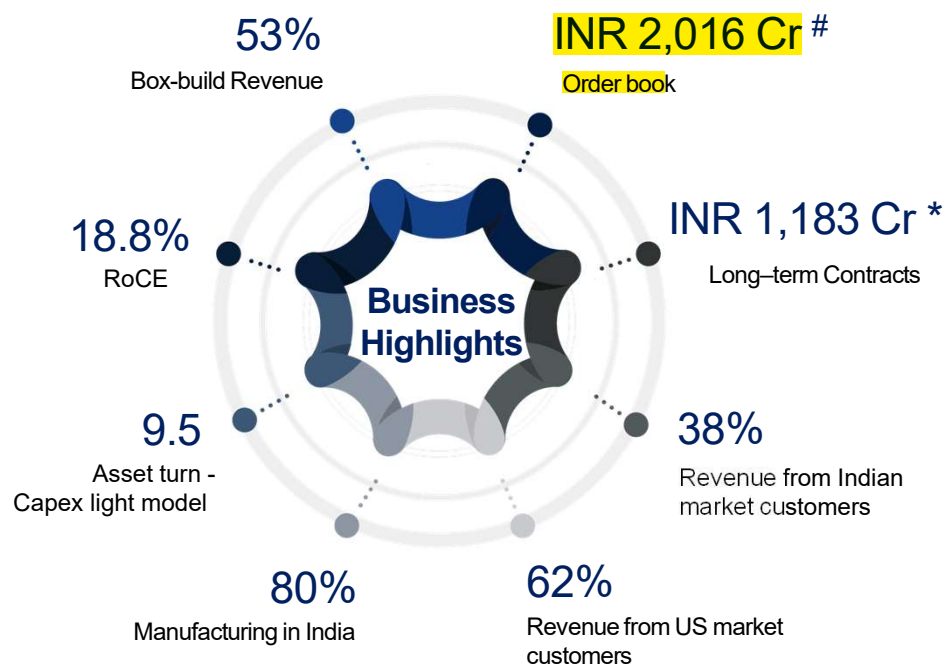 53%
Box-build Revenue
INR 2,016 Cr #
Order book
18.8%
RoCE
INR 1,183 Cr *
Long–term Contracts
Business
Highlights
9.5
Asset turn -
Capex light model
38%
Revenue from Indian
market customers
80%
Manufacturing in India
62%
Revenue from US market
customers